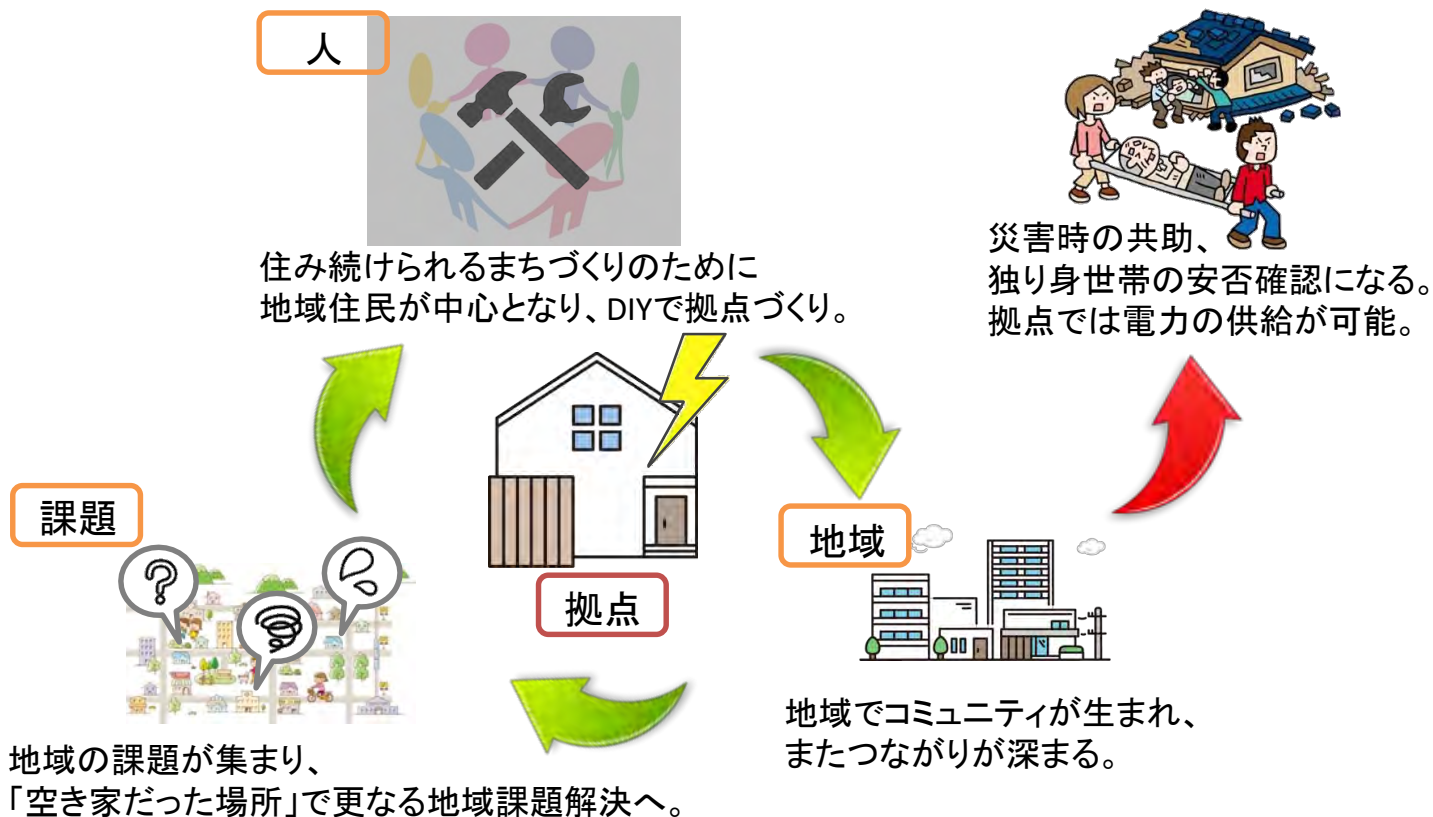 人
住み続けられるまちづくりのために
地域住民が中心となり、DIYで拠点づくり。
災害時の共助、
独り身世帯の安否確認になる。
拠点では電力の供給が可能。
課題
拠点
地域
地域でコミュニティが生まれ、
またつながりが深まる。
地域の課題が集まり、
「空き家だった場所」で更なる地域課題解決へ。